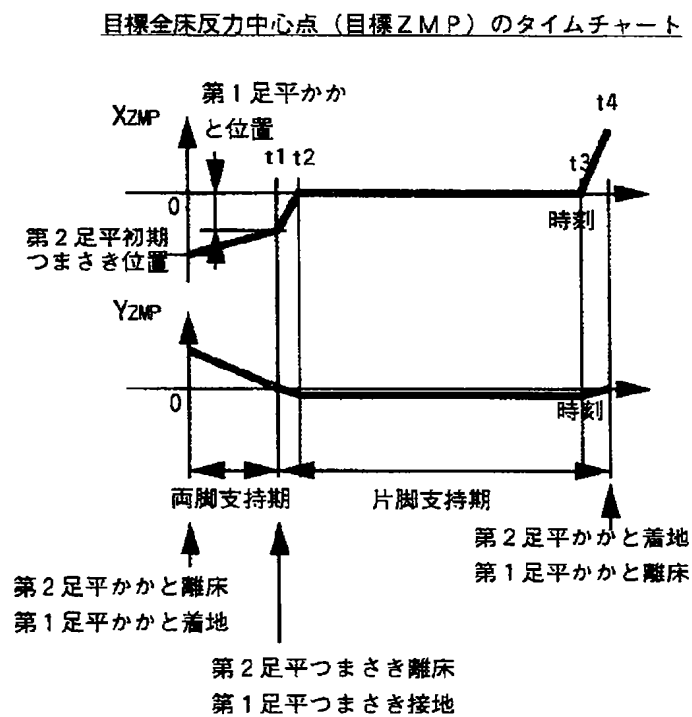 目標全床反力中心点(目標ZMP)のタイムチャート
第1足平かか
と位置
XZMP
t1 t2
t3
t4
0
時刻
第2足平初期
つまさき位置
YZMP
0
時刻
両脚支持期
片脚支持期
第2足平かかと着地
第1足平かかと離床
第2足平かかと離床
第1足平かかと着地
第2足平つまさき離床
第1足平つまさき接地